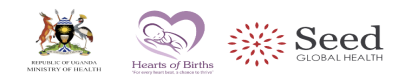 REPUBLIC OF UGANDA
MINISTRY OF HEALTH
Hearts of Births
"For every heart beat, a chance to thrive"
Seed
GLOBAL HEALTH